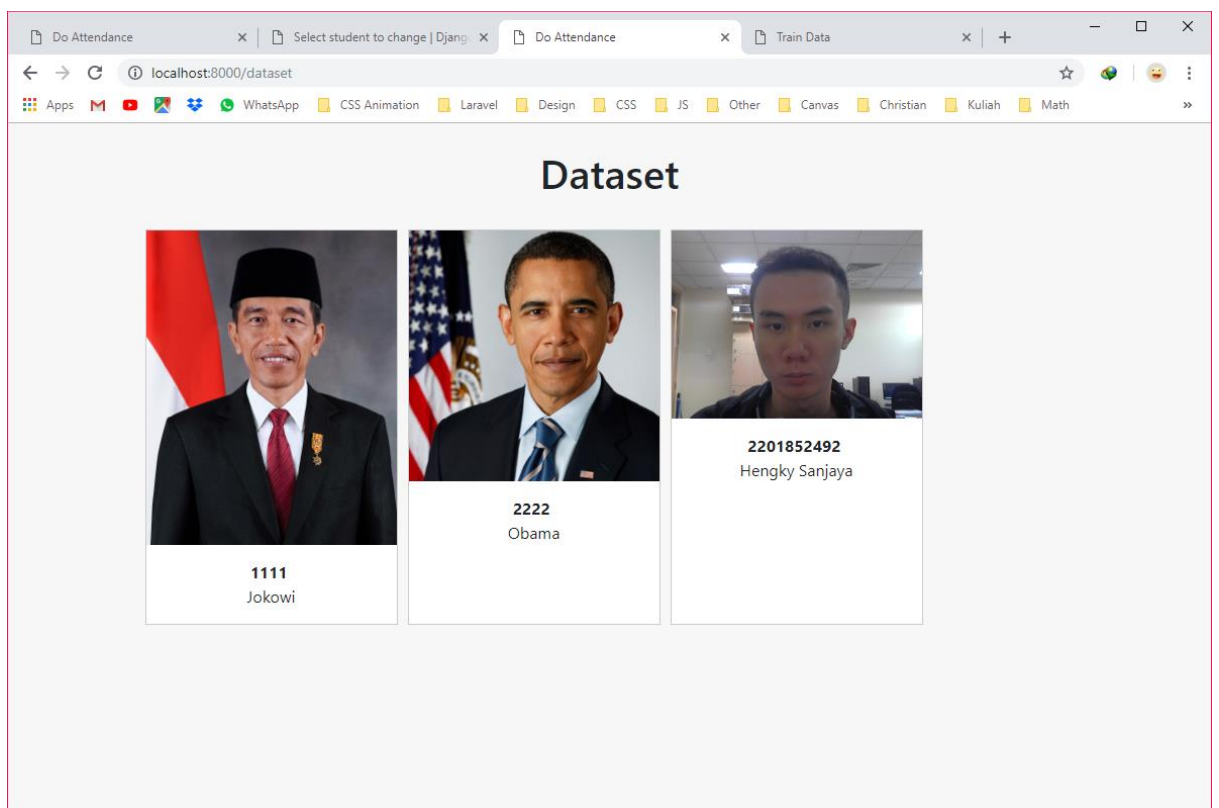 Do Attendance
Select student to change | Djang
Do Attendance
Train Data
localhost:8000/dataset
Apps
WhatsApp
CSS Animation
Laravel
Design
CSS
JS
Other
Canvas
Christian
Kuliah
Math
Dataset
1111
Jokowi
2222
Obama
2201852492
Hengky Sanjaya